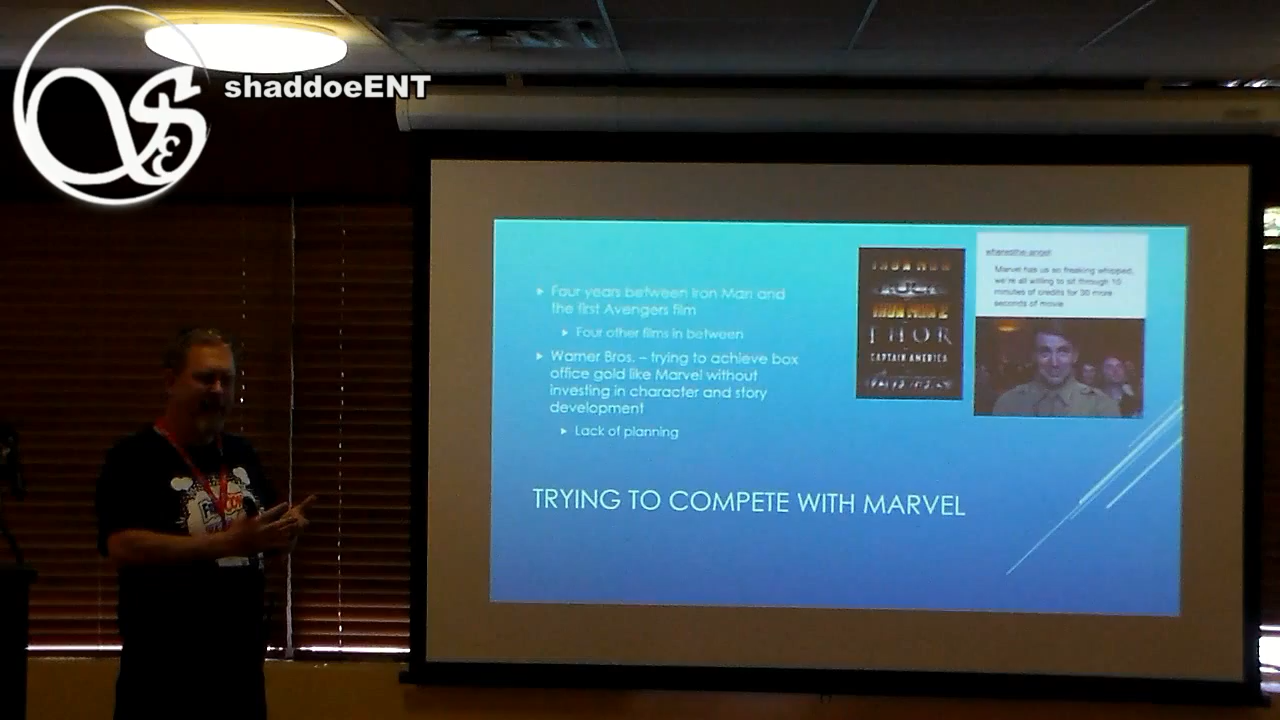 shaddoeENT
Four years between Iron Man and
the first Avengers film
Four other films in between
Warner Bros. – trying to achieve box
office gold like Marvel without
investing in character and story
development
Lack of planning
IRON MAN
IRON MAN 2
THOR
CAPTAIN AMERICA
Marvel has us so freaking whipped,
we're all willing to sit through 10
minutes of credits for 30 more
seconds of movie
TRYING TO COMPETE WITH MARVEL